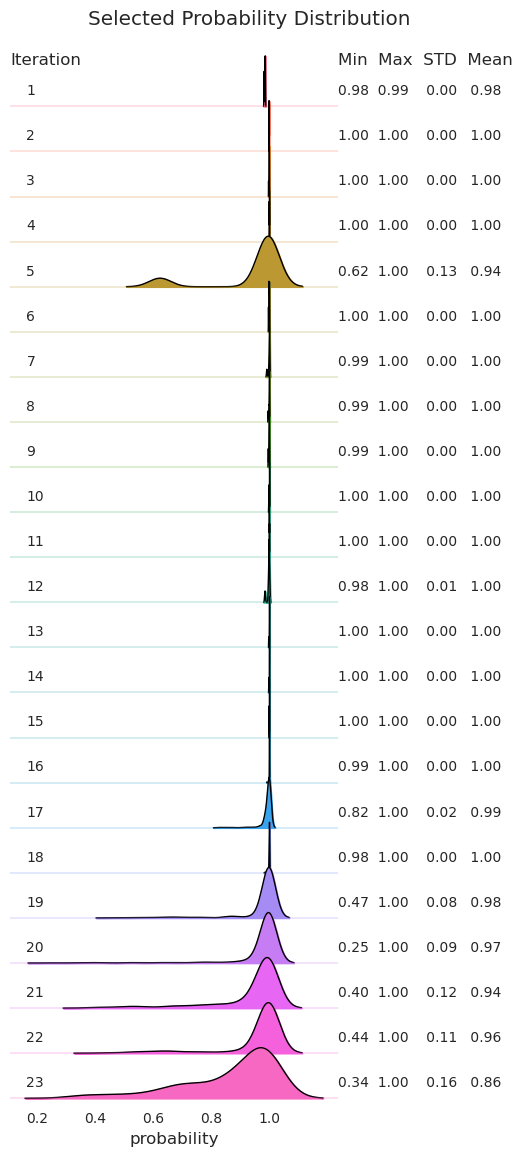 Selected Probability Distribution
Iteration Min Max STD Mean
1 0.98 0.99 0.00 0.98
2 1.00 1.00 0.00 1.00
3 1.00 1.00 0.00 1.00
4 1.00 1.00 0.00 1.00
5 0.62 1.00 0.13 0.94
6 1.00 1.00 0.00 1.00
7 0.99 1.00 0.00 1.00
8 0.99 1.00 0.00 1.00
9 0.99 1.00 0.00 1.00
10 1.00 1.00 0.00 1.00
11 1.00 1.00 0.00 1.00
12 0.98 1.00 0.01 1.00
13 1.00 1.00 0.00 1.00
14 1.00 1.00 0.00 1.00
15 1.00 1.00 0.00 1.00
16 0.99 1.00 0.00 1.00
17 0.82 1.00 0.02 0.99
18 0.98 1.00 0.00 1.00
19 0.47 1.00 0.08 0.98
20 0.25 1.00 0.09 0.97
21 0.40 1.00 0.12 0.94
22 0.44 1.00 0.11 0.96
23 0.34 1.00 0.16 0.86
0.2 0.4 0.6 0.8 1.0
probability